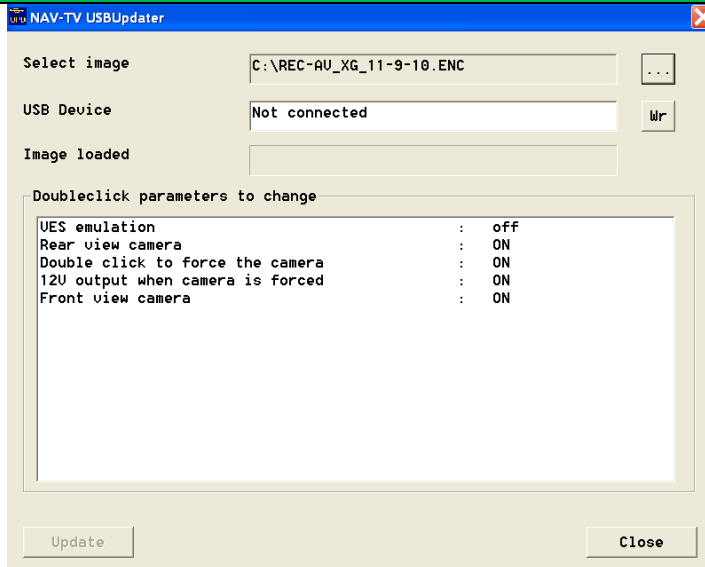 UPD NAV-TV USBUpdater
Select image C:\REC-AV_XG_11-9-10.ENC ...
USB Device Not connected Wr
Image loaded
Doubleclick parameters to change
VES emulation : off
Rear view camera : ON
Double click to force the camera : ON
12V output when camera is forced : ON
Front view camera : ON
Update Close